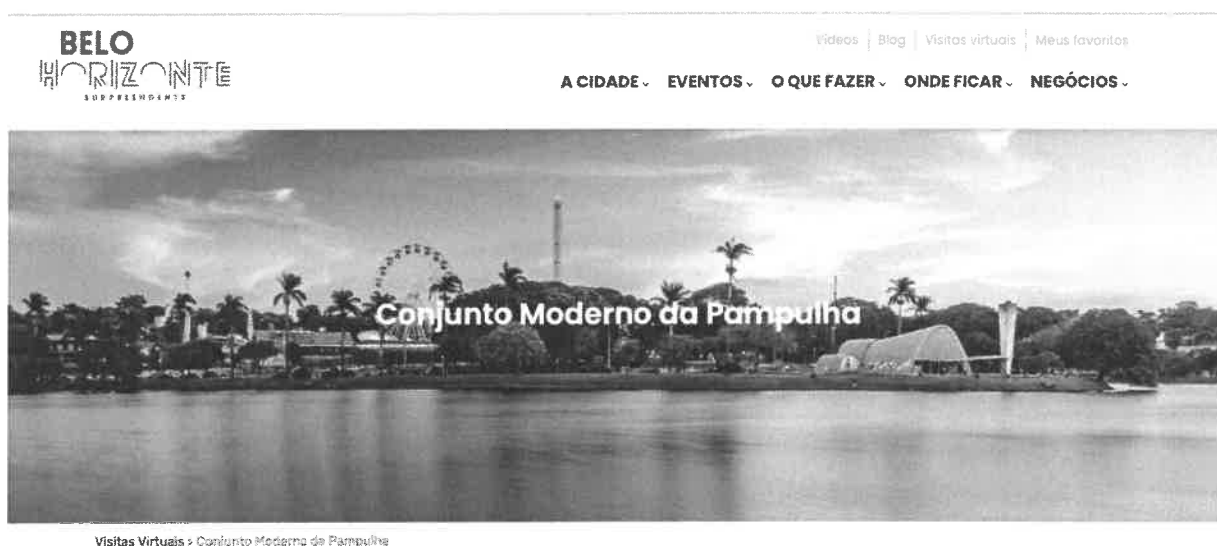 BELO
HORIZONTE
SURPREENDENTE
Vídeos | Blog | Visitas virtuais | Meus favoritos
A CIDADE EVENTOS O QUE FAZER ONDE FICAR NEGÓCIOS
Conjunto Moderno da Pampulha
Visitas Virtuais > Conjunto Moderno da Pampulha